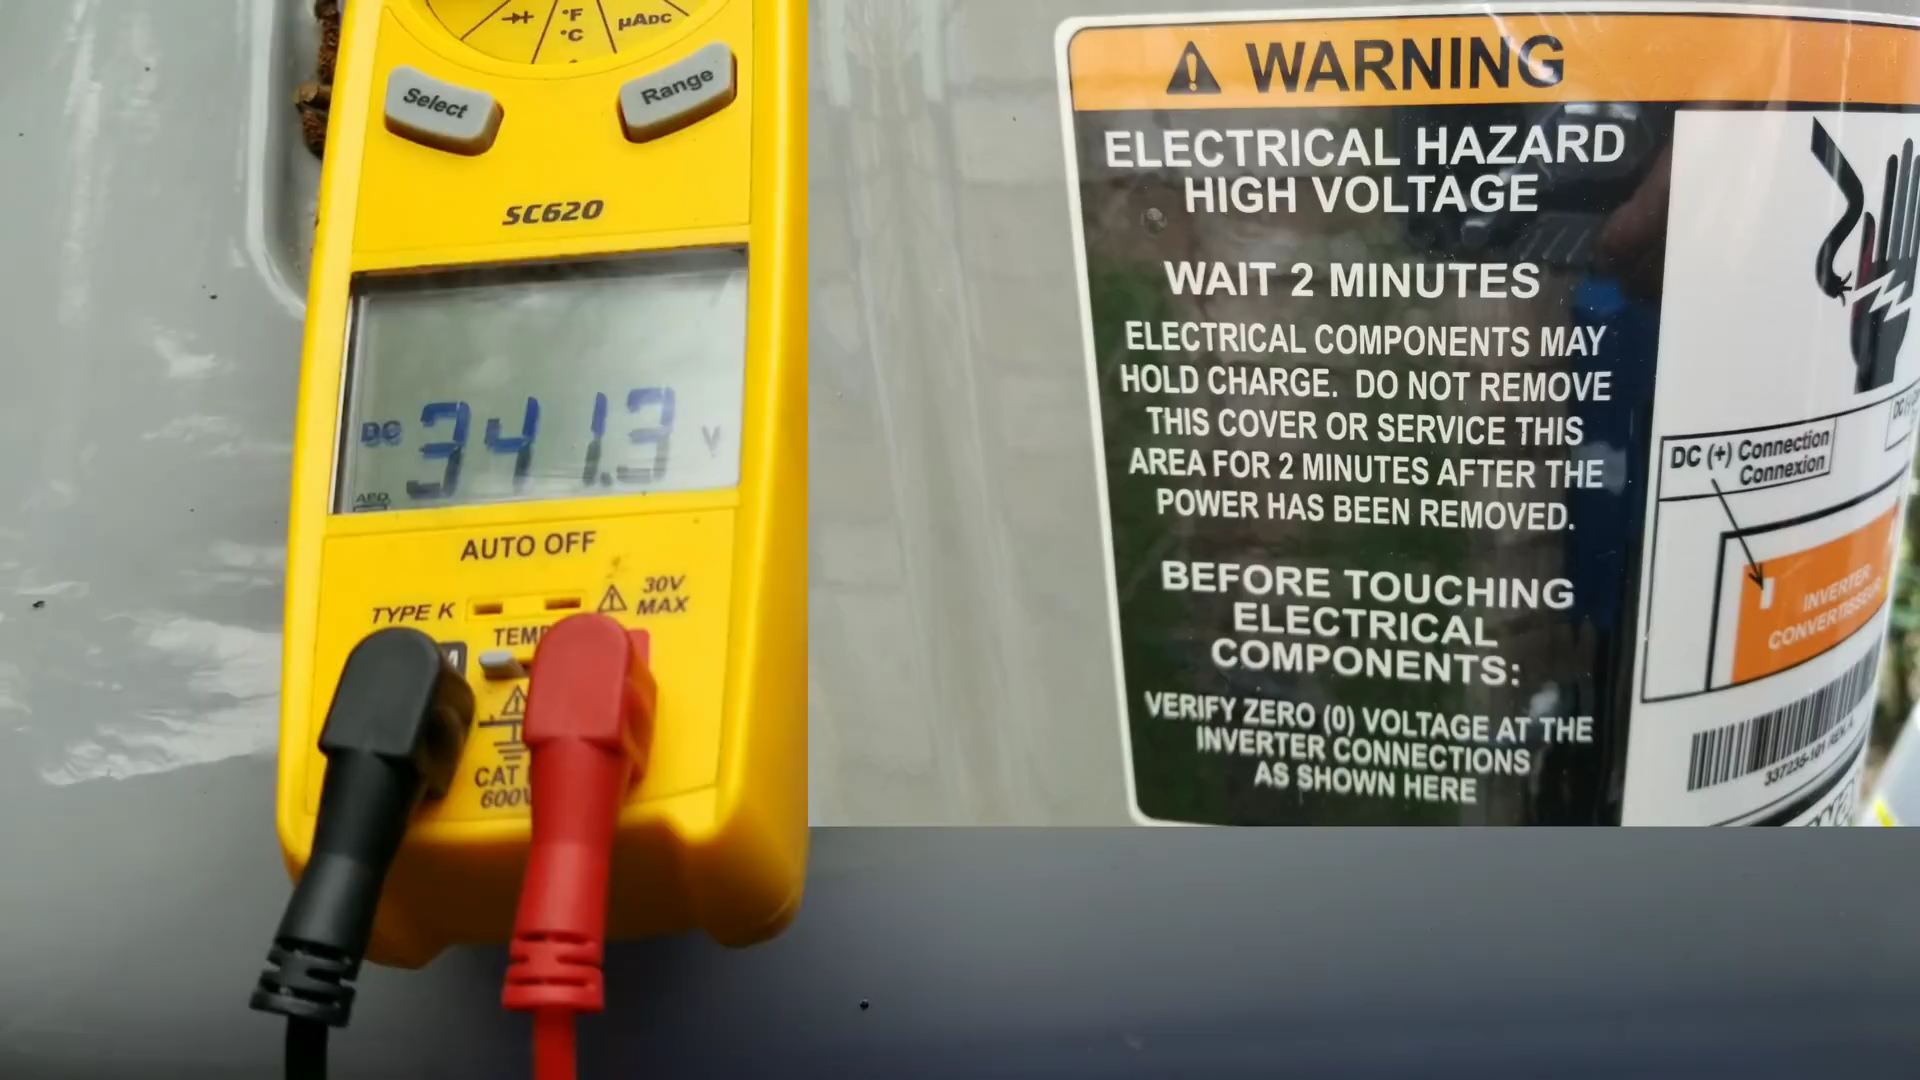 °F
°C
µADC
Select
Range
SC620
DC 341.3 V
APO
AUTO OFF
TYPE K
30V
MAX
CAT
600V
WARNING
ELECTRICAL HAZARD
HIGH VOLTAGE
WAIT 2 MINUTES
ELECTRICAL COMPONENTS MAY
HOLD CHARGE. DO NOT REMOVE
THIS COVER OR SERVICE THIS
AREA FOR 2 MINUTES AFTER THE
POWER HAS BEEN REMOVED.
BEFORE TOUCHING
ELECTRICAL
COMPONENTS:
VERIFY ZERO (0) VOLTAGE AT THE
INVERTER CONNECTIONS
AS SHOWN HERE
DC (+) Connection
Connexion
INVERTER
CONVERTISSEUR